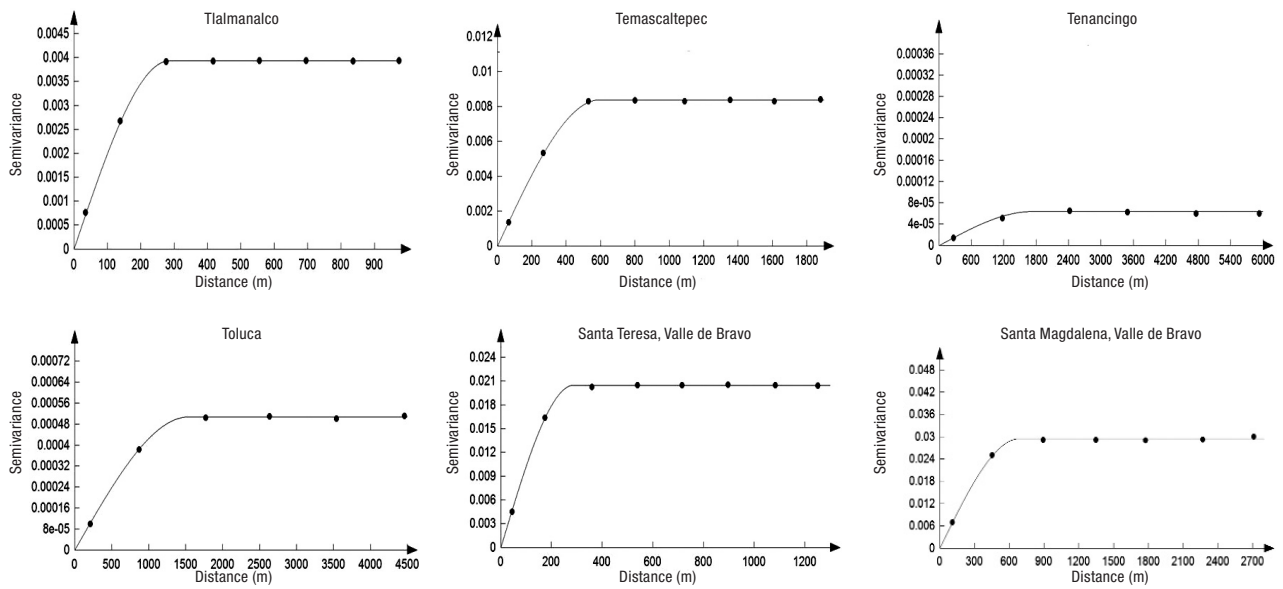 Tlalmanalco
0.0045
0.004
0.0035
0.003
0.0025
0.002
0.0015
0.001
0.0005
0
Semivariance
0 100 200 300 400 500 600 700 800 900
Distance (m)
Temascaltepec
0.012
0.01
0.008
0.006
0.004
0.002
0
Semivariance
0 200 400 600 800 1000 1200 1400 1600 1800
Distance (m)
Tenancingo
0.00036
0.00032
0.00028
0.00024
0.0002
0.00016
0.00012
8e-05
4e-05
0
Semivariance
0 600 1200 1800 2400 3000 3600 4200 4800 5400 6000
Distance (m)
Toluca
0.00072
0.00064
0.00056
0.00048
0.0004
0.00032
0.00024
0.00016
8e-05
0
Semivariance
0 500 1000 1500 2000 2500 3000 3500 4000 4500
Distance (m)
Santa Teresa, Valle de Bravo
0.024
0.021
0.018
0.015
0.012
0.009
0.006
0.003
0
Semivariance
0 200 400 600 800 1000 1200
Distance (m)
Santa Magdalena, Valle de Bravo
0.048
0.042
0.036
0.03
0.024
0.018
0.012
0.006
0
Semivariance
0 300 600 900 1200 1500 1800 2100 2400 2700
Distance (m)